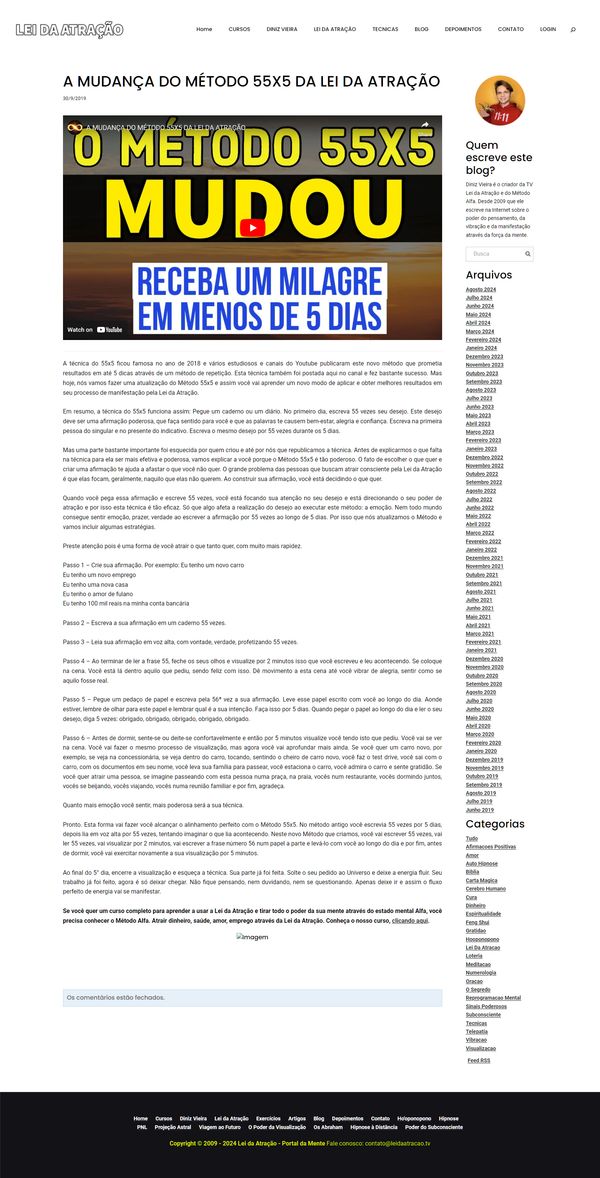 LEI DA ATRAÇÃO
Home CURSOS DINIZ VIEIRA LEI DA ATRAÇÃO TECNICAS BLOG DEPOIMENTOS CONTATO LOGIN
A MUDANÇA DO MÉTODO 55X5 DA LEI DA ATRAÇÃO
30/9/2019
A MUDANÇA DO MÉTODO 55X5 DA LEI DA ATRAÇÃO
O MÉTODO 55X5
MUDOU
RECEBA UM MILAGRE
EM MENOS DE 5 DIAS
Watch on YouTube
A técnica do 55x5 ficou famosa no ano de 2018 e vários estudiosos e canais do Youtube publicaram este novo método que prometia
resultados em até 5 dicas através de um método de repetição. Esta técnica também foi postada aqui no canal e fez bastante sucesso. Mas
hoje, nós vamos fazer uma atualização do Método 55x5 e assim você vai aprender um novo modo de aplicar e obter melhores resultados em
seu processo de manifestação pela Lei da Atração.
Em resumo, a técnica do 55x5 funciona assim: Pegue um caderno ou um diário. No primeiro dia, escreva 55 vezes seu desejo. Este desejo
deve ser uma afirmação poderosa, que faça sentido para você e que as palavras te causem bem-estar, alegria e confiança. Escreva na primeira
pessoa do singular e no presente do indicativo. Escreva o mesmo desejo por 55 vezes durante os 5 dias.
Mas uma parte bastante importante foi esquecida por quem criou e até por nós que republicamos a técnica. Antes de explicarmos o que falta
na técnica para ela ser mais efetiva e poderosa, vamos explicar a você porque o Método 55x5 é tão poderoso. O fato de escolher o que quer e
criar uma afirmação te ajuda a afastar o que você não quer. O grande problema das pessoas que buscam atrair consciente pela Lei da Atração
é que elas focam, geralmente, naquilo que elas não querem. Ao construir sua afirmação, você está decidindo o que quer.
Quando você pega essa afirmação e escreve 55 vezes, você está focando sua atenção no seu desejo e está direcionando o seu poder de
atração e por isso esta técnica é tão eficaz. Só que algo afeta a realização do desejo ao executar este método: a emoção. Nem todo mundo
consegue sentir emoção, prazer, verdade ao escrever a afirmação por 55 vezes ao longo de 5 dias. Por isso que nós atualizamos o Método e
vamos incluir algumas estratégias.
Preste atenção pois é uma forma de você atrair o que tanto quer, com muito mais rapidez.
Passo 1 – Crie sua afirmação. Por exemplo: Eu tenho um novo carro
Eu tenho um novo emprego
Eu tenho uma nova casa
Eu tenho o amor de fulano
Eu tenho 100 mil reais na minha conta bancária
Passo 2 – Escreva a sua afirmação em um caderno 55 vezes.
Passo 3 – Leia sua afirmação em voz alta, com vontade, verdade, profetizando 55 vezes.
Passo 4 – Ao terminar de ler a frase 55, feche os seus olhos e visualize por 2 minutos isso que você escreveu e leu acontecendo. Se coloque
na cena. Você está lá dentro aquilo que pediu, sendo feliz com isso. Dê movimento a esta cena até você vibrar de alegria, sentir como se
aquilo fosse real.
Passo 5 – Pegue um pedaço de papel e escreva pela 56ª vez a sua afirmação. Leve esse papel escrito com você ao longo do dia. Aonde
estiver, lembre de olhar para este papel e lembrar qual é a sua intenção. Faça isso por 5 dias. Quando pegar o papel ao longo do dia e ler o seu
desejo, diga 5 vezes: obrigado, obrigado, obrigado, obrigado, obrigado.
Passo 6 – Antes de dormir, sente-se ou deite-se confortavelmente e então por 5 minutos visualize você tendo isto que pediu. Você vai se ver
na cena. Você vai fazer o mesmo processo de visualização, mas agora você vai aprofundar mais ainda. Se você quer um carro novo, por
exemplo, se veja na concessionária, se veja dentro do carro, tocando, sentindo o cheiro de carro novo, você faz o test drive, você sai com o
carro, com os documentos em seu nome, você leva sua família para passear, você estaciona o carro, você admira o carro e sente gratidão. Se
você quer atrair uma pessoa, se imagine passeando com esta pessoa numa praça, na praia, vocês num restaurante, vocês dormindo juntos,
vocês se beijando, vocês viajando, vocês numa reunião familiar e por fim, agradeça.
Quanto mais emoção você sentir, mais poderosa será a sua técnica.
Pronto. Esta forma vai fazer você alcançar o alinhamento perfeito com o Método 55x5. No método antigo você escrevia 55 vezes por 5 dias,
depois lia em voz alta por 55 vezes, tentando imaginar o que lia acontecendo. Neste novo Método que criamos, você vai escrever 55 vezes, vai
ler 55 vezes, vai visualizar por 2 minutos, vai escrever a frase número 56 num papel a parte e levá-lo com você ao longo do dia e por fim, antes
de dormir, você vai exercitar novamente a sua visualização por 5 minutos.
Ao final do 5° dia, encerre a visualização e esqueça a técnica. Sua parte já foi feita. Solte o seu pedido ao Universo e deixe a energia fluir. Seu
trabalho já foi feito, agora é só deixar chegar. Não fique pensando, nem duvidando, nem se questionando. Apenas deixe ir e assim o fluxo
perfeito de energia vai se manifestar.
Se você quer um curso completo para aprender a usar a Lei da Atração e tirar todo o poder da sua mente através do estado mental Alfa, você
precisa conhecer o Método Alfa. Atrair dinheiro, saúde, amor, emprego através da Lei da Atração. Conheça o nosso curso, clicando aqui.
Imagem
Os comentários estão fechados.
11:11
Quem
escreve este
blog?
Diniz Vieira é o criador da TV
Lei da Atração e do Método
Alfa. Desde 2009 que ele
escreve na Internet sobre o
poder do pensamento, da
vibração e da manifestação
através da força da mente.
Busca
Arquivos
Agosto 2024
Julho 2024
Junho 2024
Maio 2024
Abril 2024
Março 2024
Fevereiro 2024
Janeiro 2024
Dezembro 2023
Novembro 2023
Outubro 2023
Setembro 2023
Agosto 2023
Julho 2023
Junho 2023
Maio 2023
Abril 2023
Março 2023
Fevereiro 2023
Janeiro 2023
Dezembro 2022
Novembro 2022
Outubro 2022
Setembro 2022
Agosto 2022
Julho 2022
Junho 2022
Maio 2022
Abril 2022
Março 2022
Fevereiro 2022
Janeiro 2022
Dezembro 2021
Novembro 2021
Outubro 2021
Setembro 2021
Agosto 2021
Julho 2021
Junho 2021
Maio 2021
Abril 2021
Março 2021
Fevereiro 2021
Janeiro 2021
Dezembro 2020
Novembro 2020
Outubro 2020
Setembro 2020
Agosto 2020
Julho 2020
Junho 2020
Maio 2020
Abril 2020
Março 2020
Fevereiro 2020
Janeiro 2020
Dezembro 2019
Novembro 2019
Outubro 2019
Setembro 2019
Agosto 2019
Julho 2019
Junho 2019
Categorias
Tudo
Afirmacoes Positivas
Amor
Auto Hipnose
Bíblia
Carta Magica
Cerebro Humano
Cura
Dinheiro
Espiritualidade
Feng Shui
Gratidao
Hooponopono
Lei Da Atracao
Loteria
Meditacao
Numerologia
Oracao
O Segredo
Reprogramacao Mental
Sinais Poderosos
Subconsciente
Tecnicas
Telepatia
Vibracao
Visualizacao
Feed RSS
Home Cursos Diniz Vieira Lei da Atração Exercícios Artigos Blog Depoimentos Contato Ho'oponopono Hipnose
PNL Projeção Astral Viagem ao Futuro O Poder da Visualização Os Abraham Hipnose à Distância Poder do Subconsciente
Copyright © 2009 - 2024 Lei da Atração - Portal da Mente Fale conosco: contato@leidaatracao.tv